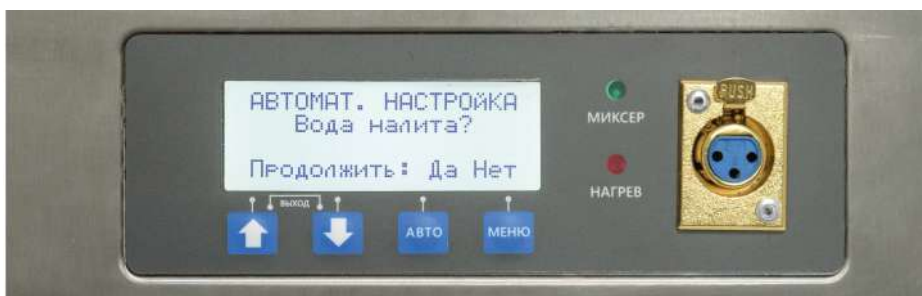 АВТОМАТ. НАСТРОЙКА
Вода налита?
Продолжить: Да Нет
ВЫХОД
АВТО
МЕНЮ
МИКСЕР
НАГРЕВ
PUSH